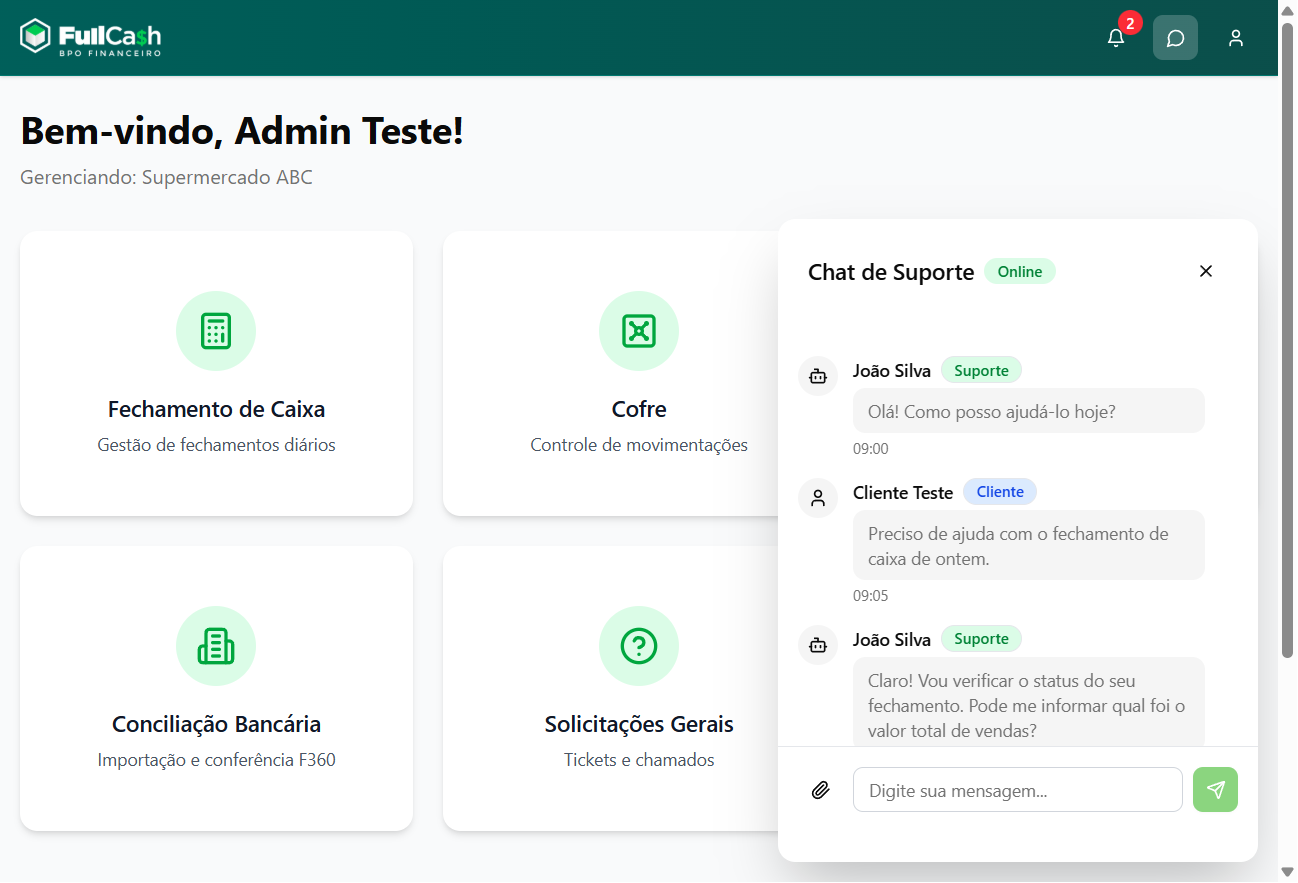 FullCa$h
BPO FINANCEIRO
2
Bem-vindo, Admin Teste!
Gerenciando: Supermercado ABC
Fechamento de Caixa
Gestão de fechamentos diários
Cofre
Controle de movimentações
Conciliação Bancária
Importação e conferência F360
Solicitações Gerais
Tickets e chamados
Chat de Suporte Online
João Silva Suporte
Olá! Como posso ajudá-lo hoje?
09:00
Cliente Teste Cliente
Preciso de ajuda com o fechamento de
caixa de ontem.
09:05
João Silva Suporte
Claro! Vou verificar o status do seu
fechamento. Pode me informar qual foi o
valor total de vendas?
Digite sua mensagem...